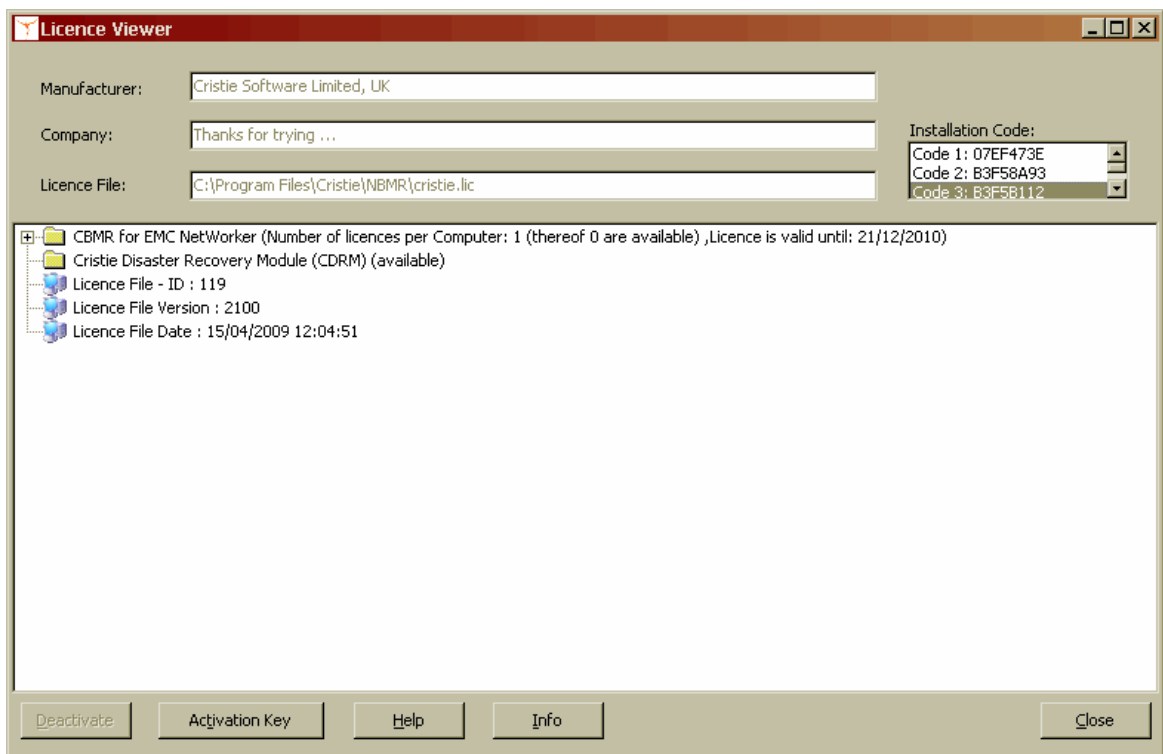 Licence Viewer
Manufacturer:
Cristie Software Limited, UK
Company:
Thanks for trying ...
Licence File:
C:\Program Files\Cristie\NBMR\cristie.lic
Installation Code:
Code 1: 07EF473E
Code 2: B3F58A93
Code 3: B3F5B112
CBMR for EMC NetWorker (Number of licences per Computer: 1 (thereof 0 are available) ,Licence is valid until: 21/12/2010)
Cristie Disaster Recovery Module (CDRM) (available)
Licence File - ID : 119
Licence File Version : 2100
Licence File Date : 15/04/2009 12:04:51
Deactivate
Activation Key
Help
Info
Close